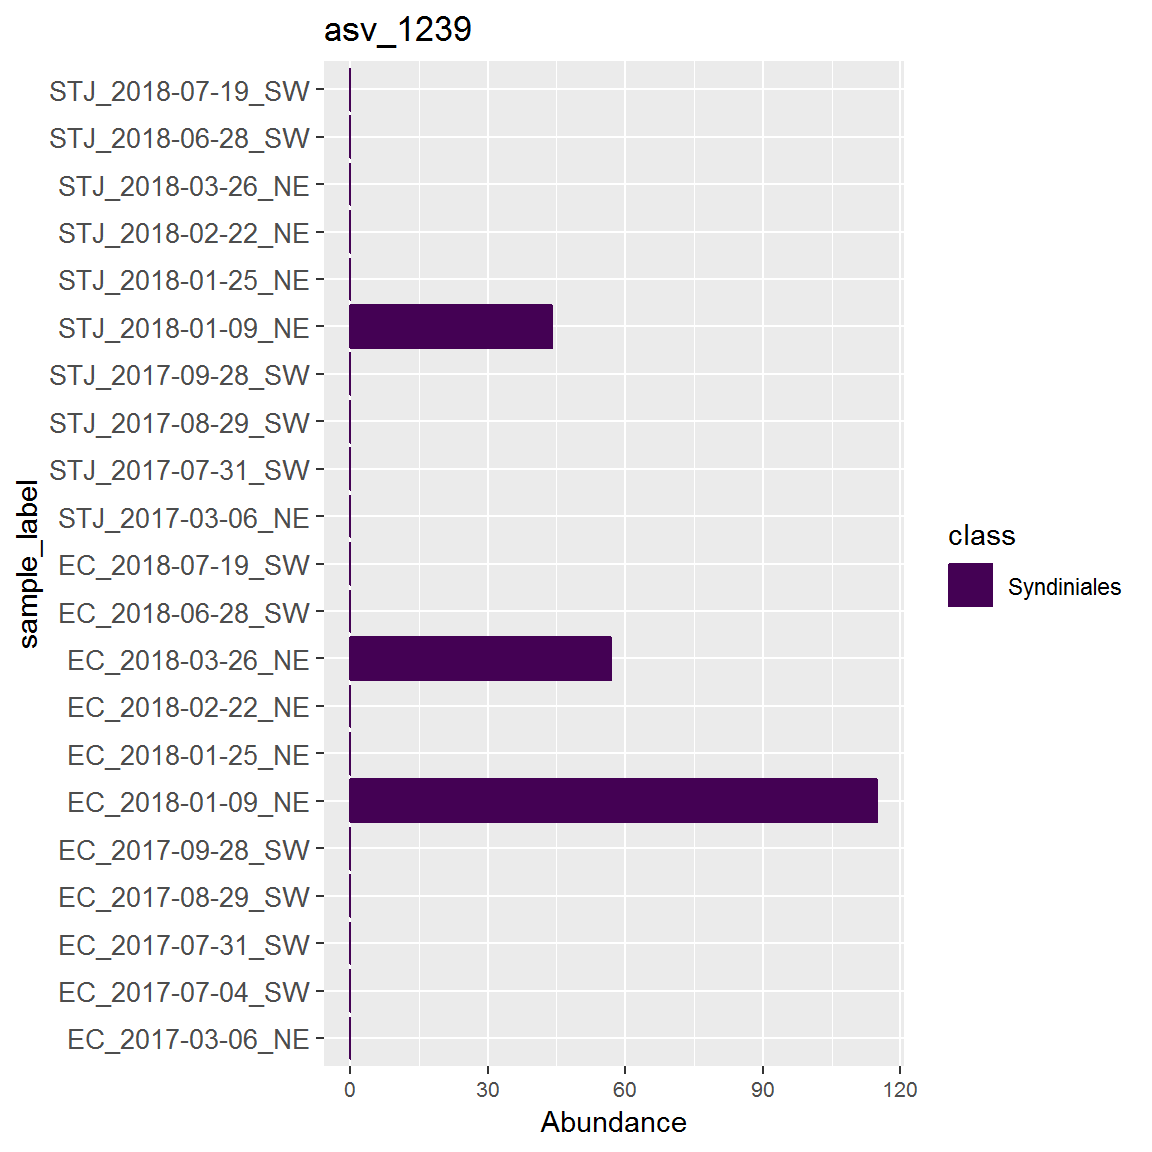 asv_1239
STJ_2018-07-19_SW
STJ_2018-06-28_SW
STJ_2018-03-26_NE
STJ_2018-02-22_NE
STJ_2018-01-25_NE
STJ_2018-01-09_NE
STJ_2017-09-28_SW
STJ_2017-08-29_SW
STJ_2017-07-31_SW
STJ_2017-03-06_NE
EC_2018-07-19_SW
EC_2018-06-28_SW
EC_2018-03-26_NE
EC_2018-02-22_NE
EC_2018-01-25_NE
EC_2018-01-09_NE
EC_2017-09-28_SW
EC_2017-08-29_SW
EC_2017-07-31_SW
EC_2017-07-04_SW
EC_2017-03-06_NE
sample_label
0 30 60 90 120
Abundance
class
Syndiniales